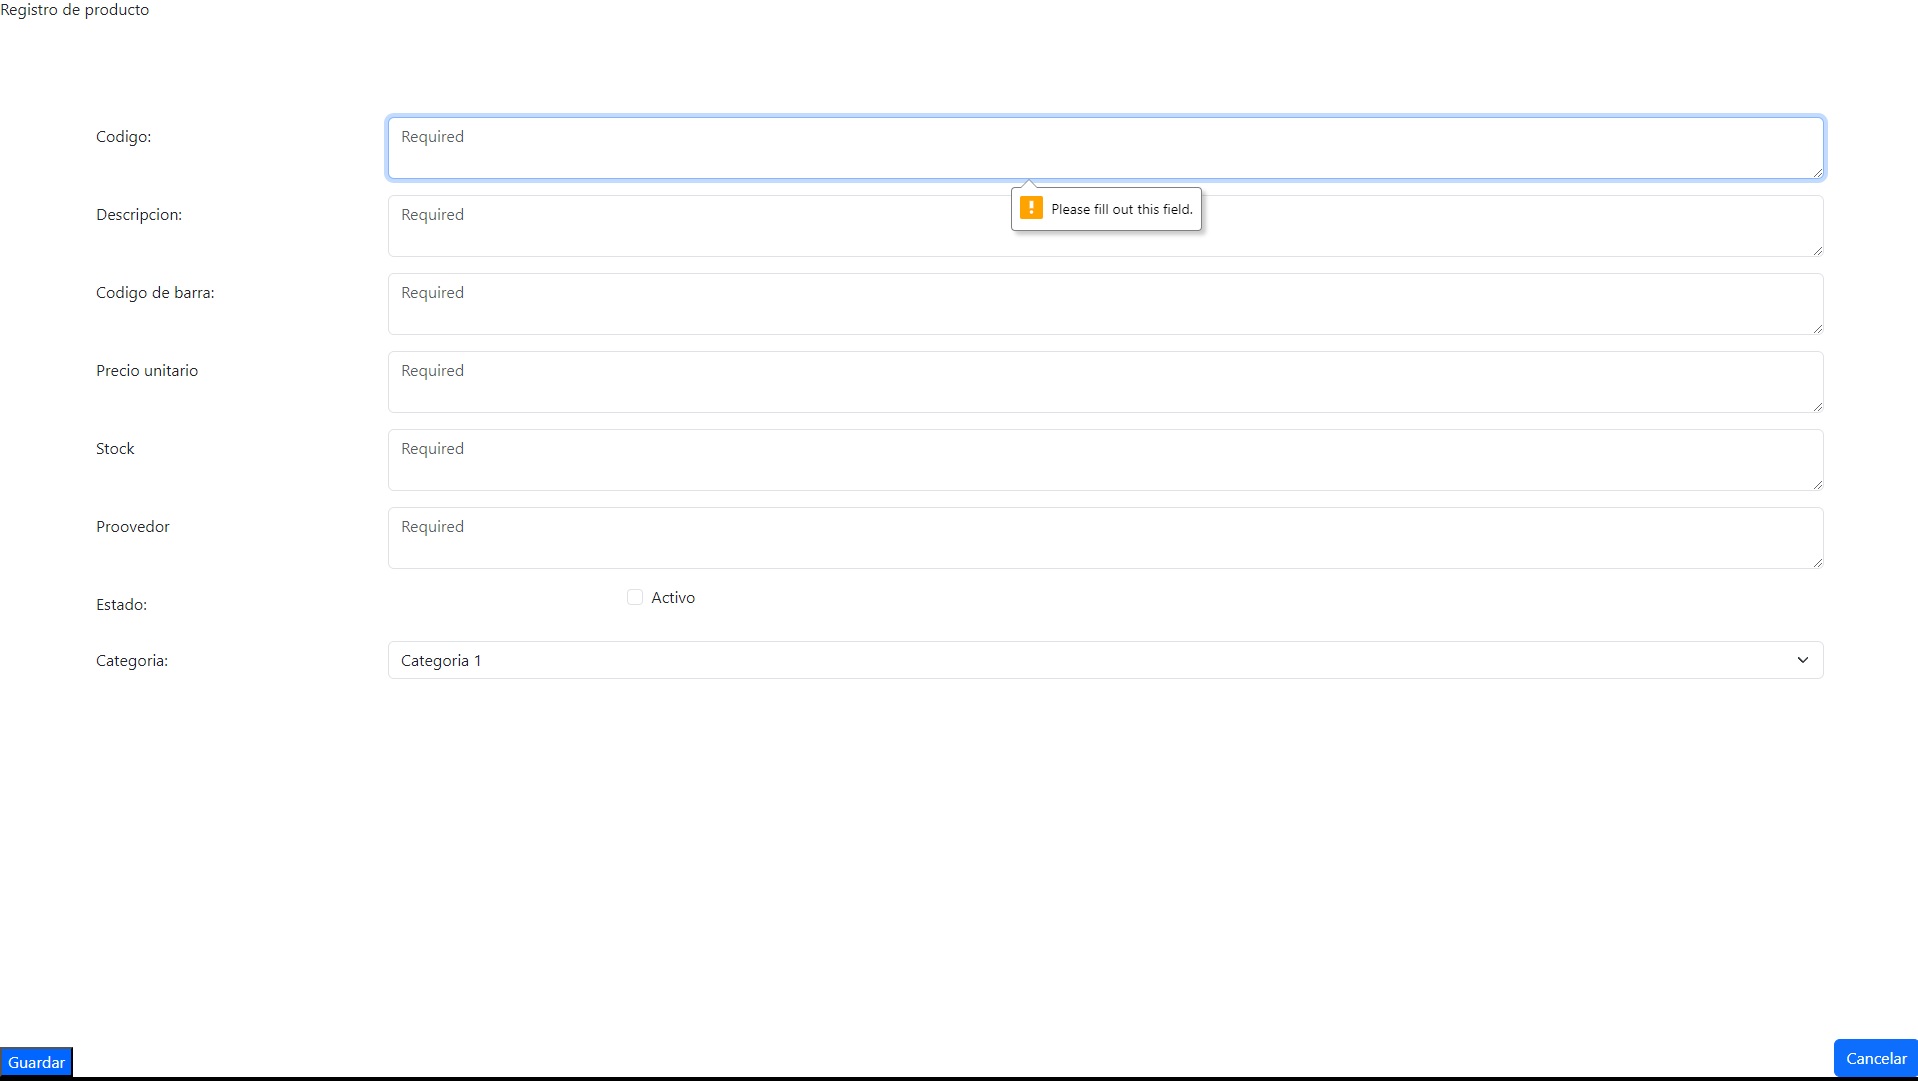 Registro de producto
Codigo:
Required
Please fill out this field.
Descripcion:
Required
Codigo de barra:
Required
Precio unitario
Required
Stock
Required
Proovedor
Required
Estado:
Activo
Categoria:
Categoria 1
Guardar
Cancelar